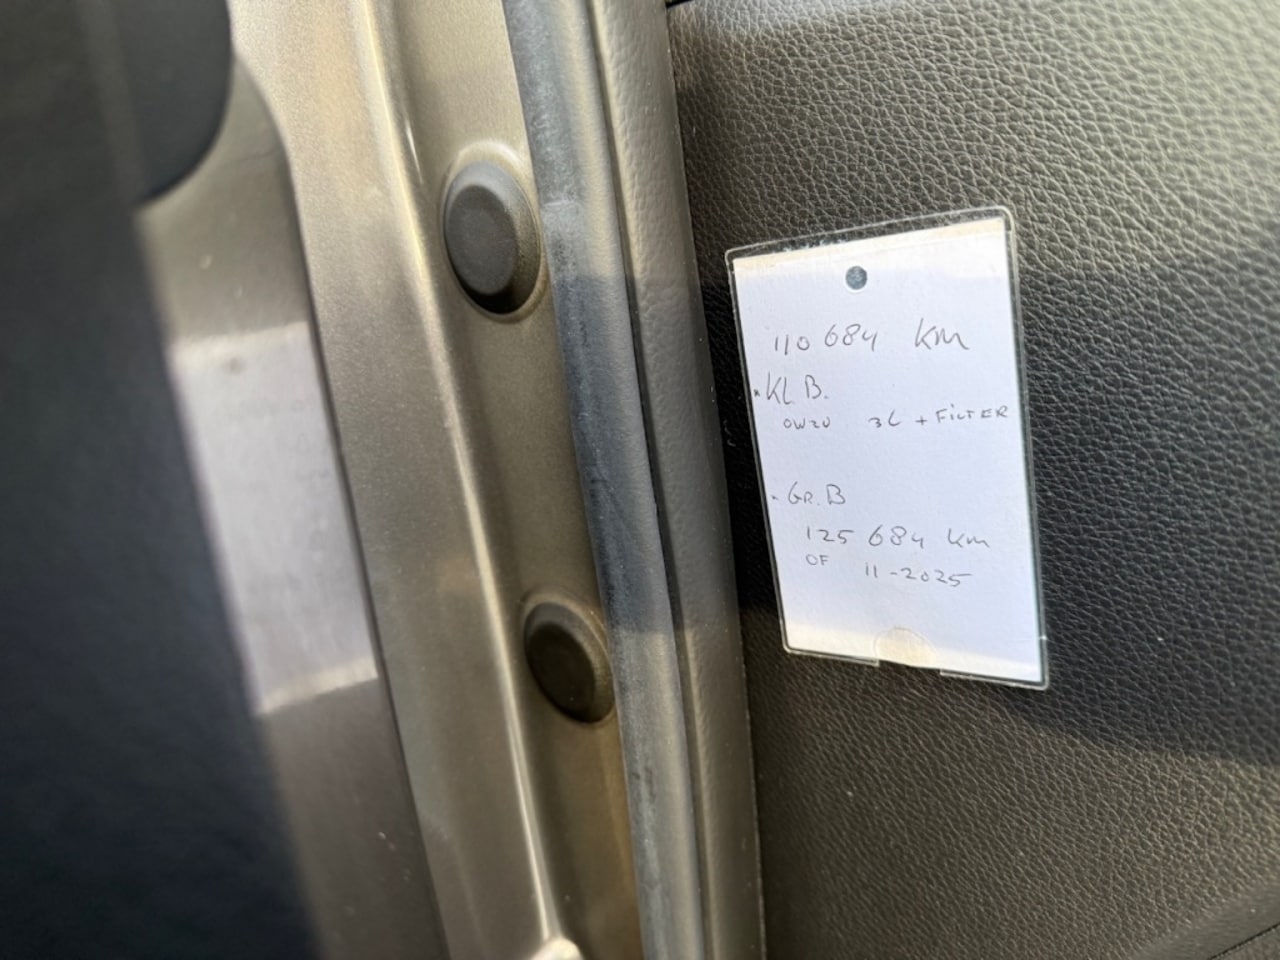 110 684 km
* KL B.
0W20 3L + FiLTER
- GR. B
125 684 km
OF 11-2025